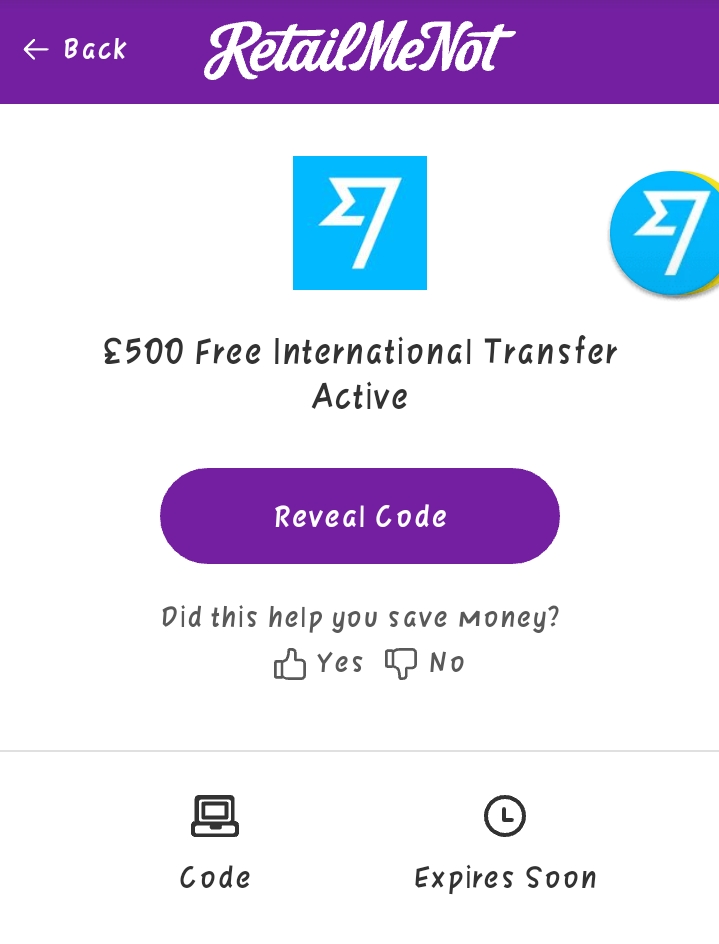 ← Back
RetailMeNot
£500 Free International Transfer
Active
Reveal Code
Did this help you save money?
Yes No
Code Expires Soon